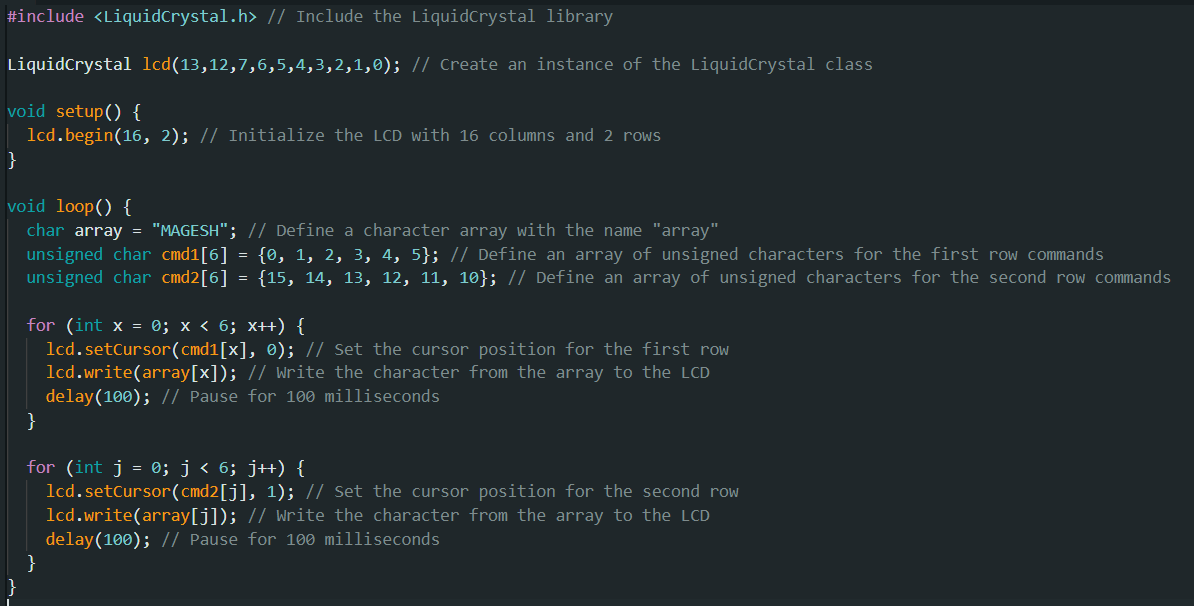 #include <LiquidCrystal.h> // Include the LiquidCrystal library

LiquidCrystal lcd(13,12,7,6,5,4,3,2,1,0); // Create an instance of the LiquidCrystal class

void setup() {
  lcd.begin(16, 2); // Initialize the LCD with 16 columns and 2 rows
}

void loop() {
  char array = "MAGESH"; // Define a character array with the name "array"
  unsigned char cmd1[6] = {0, 1, 2, 3, 4, 5}; // Define an array of unsigned characters for the first row commands
  unsigned char cmd2[6] = {15, 14, 13, 12, 11, 10}; // Define an array of unsigned characters for the second row commands

  for (int x = 0; x < 6; x++) {
    lcd.setCursor(cmd1[x], 0); // Set the cursor position for the first row
    lcd.write(array[x]); // Write the character from the array to the LCD
    delay(100); // Pause for 100 milliseconds
  }

  for (int j = 0; j < 6; j++) {
    lcd.setCursor(cmd2[j], 1); // Set the cursor position for the second row
    lcd.write(array[j]); // Write the character from the array to the LCD
    delay(100); // Pause for 100 milliseconds
  }
}